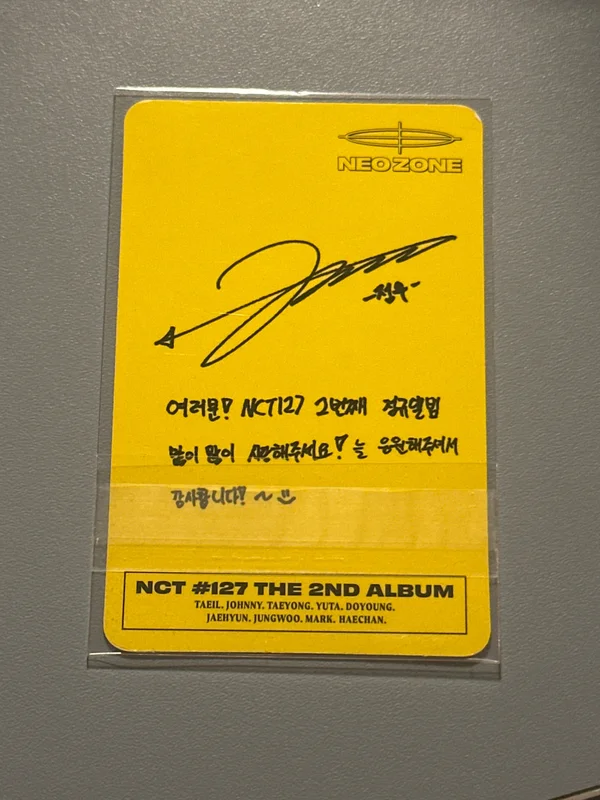 NEO ZONE
-정우-
여러분! NCT127 2번째 정규앨범
많이 많이 사랑해주세요! 늘 응원해주셔서
감사합니다!! ~
NCT #127 THE 2ND ALBUM
TAEIL. JOHNNY. TAEYONG. YUTA. DOYOUNG.
JAEHYUN. JUNGWOO. MARK. HAECHAN.